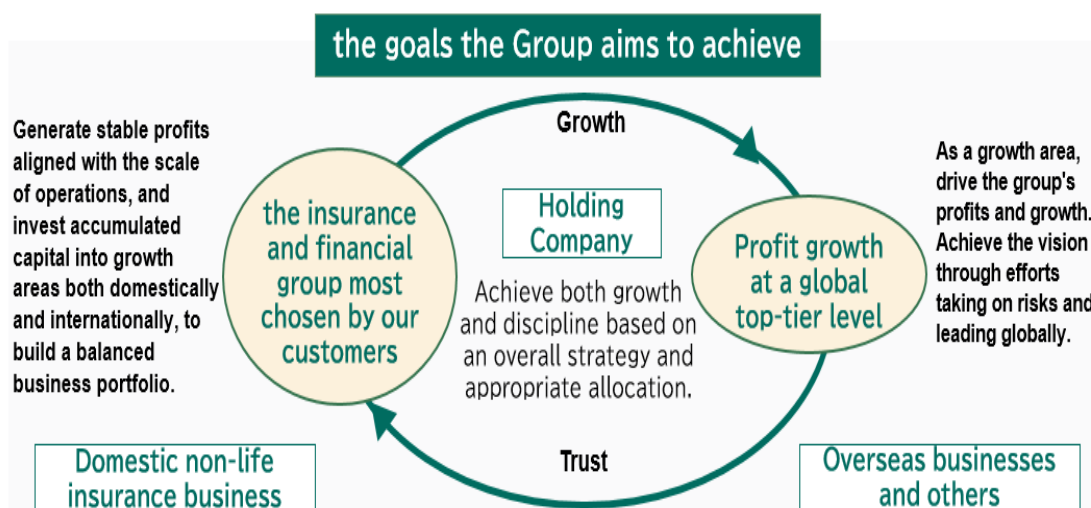 the goals the Group aims to achieve
Growth
Generate stable profits
aligned with the scale
of operations, and
invest accumulated
capital into growth
areas both domestically
and internationally, to
build a balanced
business portfolio.
the insurance
and financial
group most
chosen by our
customers
Holding
Company
Achieve both growth
and discipline based on
an overall strategy and
appropriate allocation.
Profit growth
at a global
top-tier level
As a growth area,
drive the group's
profits and growth.
Achieve the vision
through efforts
taking on risks and
leading globally.
Trust
Domestic non-life
insurance business
Overseas businesses
and others